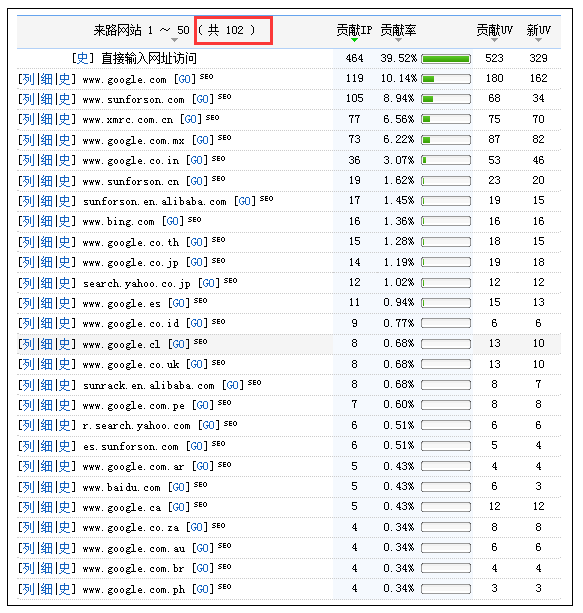 来路网站 1 ～ 50 ( 共 102 ) 贡献IP 贡献率 贡献UV 新UV
[史] 直接输入网址访问 464 39.52% 523 329
[列|细|史] www.google.com [GO] SEO 119 10.14% 180 162
[列|细|史] www.sunforson.com [GO] SEO 105 8.94% 68 34
[列|细|史] www.xmrc.com.cn [GO] SEO 77 6.56% 75 70
[列|细|史] www.google.com.mx [GO] SEO 73 6.22% 87 82
[列|细|史] www.google.co.in [GO] SEO 36 3.07% 53 46
[列|细|史] www.sunforson.cn [GO] SEO 19 1.62% 23 20
[列|细|史] sunforson.en.alibaba.com [GO] SEO 17 1.45% 19 15
[列|细|史] www.bing.com [GO] SEO 16 1.36% 16 16
[列|细|史] www.google.co.th [GO] SEO 15 1.28% 18 15
[列|细|史] www.google.co.jp [GO] SEO 14 1.19% 19 18
[列|细|史] search.yahoo.co.jp [GO] SEO 12 1.02% 12 12
[列|细|史] www.google.es [GO] SEO 11 0.94% 15 13
[列|细|史] www.google.co.id [GO] SEO 9 0.77% 6 6
[列|细|史] www.google.cl [GO] SEO 8 0.68% 13 10
[列|细|史] www.google.co.uk [GO] SEO 8 0.68% 13 10
[列|细|史] sunrack.en.alibaba.com [GO] SEO 8 0.68% 8 7
[列|细|史] www.google.com.pe [GO] SEO 7 0.60% 8 8
[列|细|史] r.search.yahoo.com [GO] SEO 6 0.51% 6 6
[列|细|史] es.sunforson.com [GO] SEO 6 0.51% 5 4
[列|细|史] www.google.com.ar [GO] SEO 5 0.43% 4 4
[列|细|史] www.baidu.com [GO] SEO 5 0.43% 6 3
[列|细|史] www.google.ca [GO] SEO 5 0.43% 12 12
[列|细|史] www.google.co.za [GO] SEO 4 0.34% 8 8
[列|细|史] www.google.com.au [GO] SEO 4 0.34% 6 6
[列|细|史] www.google.com.br [GO] SEO 4 0.34% 4 4
[列|细|史] www.google.com.ph [GO] SEO 4 0.34% 3 3